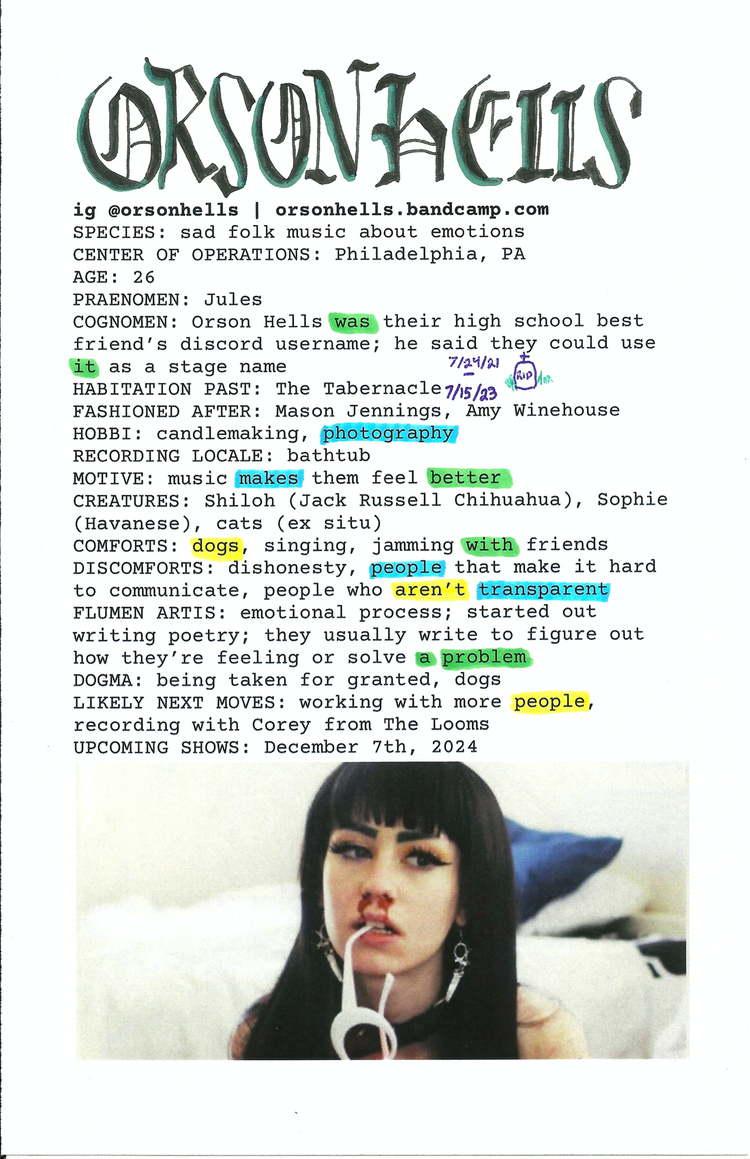 ORSON HELLS
ig @orsonhells | orsonhells.bandcamp.com
SPECIES: sad folk music about emotions
CENTER OF OPERATIONS: Philadelphia, PA
AGE: 26
PRAENOMEN: Jules
COGNOMEN: Orson Hells was their high school best
friend's discord username; he said they could use
it as a stage name
7/24/21
–
HABITATION PAST: The Tabernacle 7/15/23 RIP
FASHIONED AFTER: Mason Jennings, Amy Winehouse
HOBBI: candlemaking, photography
RECORDING LOCALE: bathtub
MOTIVE: music makes them feel better
CREATURES: Shiloh (Jack Russell Chihuahua), Sophie
(Havanese), cats (ex situ)
COMFORTS: dogs, singing, jamming with friends
DISCOMFORTS: dishonesty, people that make it hard
to communicate, people who aren't transparent
FLUMEN ARTIS: emotional process; started out
writing poetry; they usually write to figure out
how they're feeling or solve a problem
DOGMA: being taken for granted, dogs
LIKELY NEXT MOVES: working with more people,
recording with Corey from The Looms
UPCOMING SHOWS: December 7th, 2024